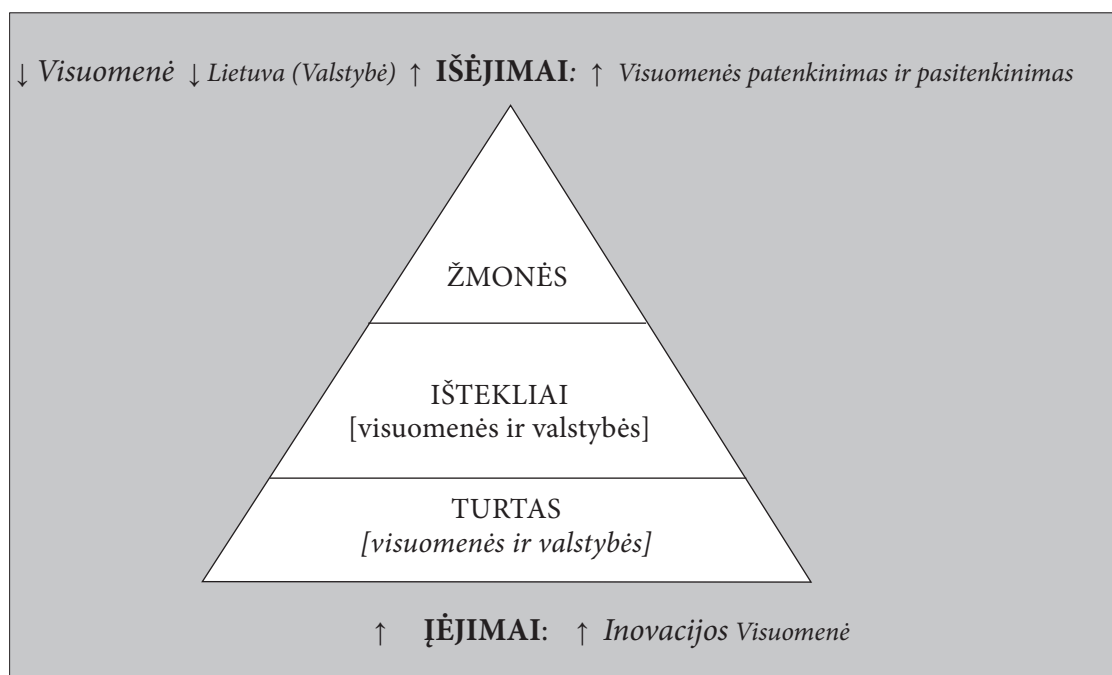 ↓ Visuomenė ↓ Lietuva (Valstybė) ↑ IŠĖJIMAI: ↑ Visuomenės patenkinimas ir pasitenkinimas
ŽMONĖS
IŠTEKLIAI
[visuomenės ir valstybės]
TURTAS
[visuomenės ir valstybės]
↑ ĮĖJIMAI: ↑ Inovacijos Visuomenė